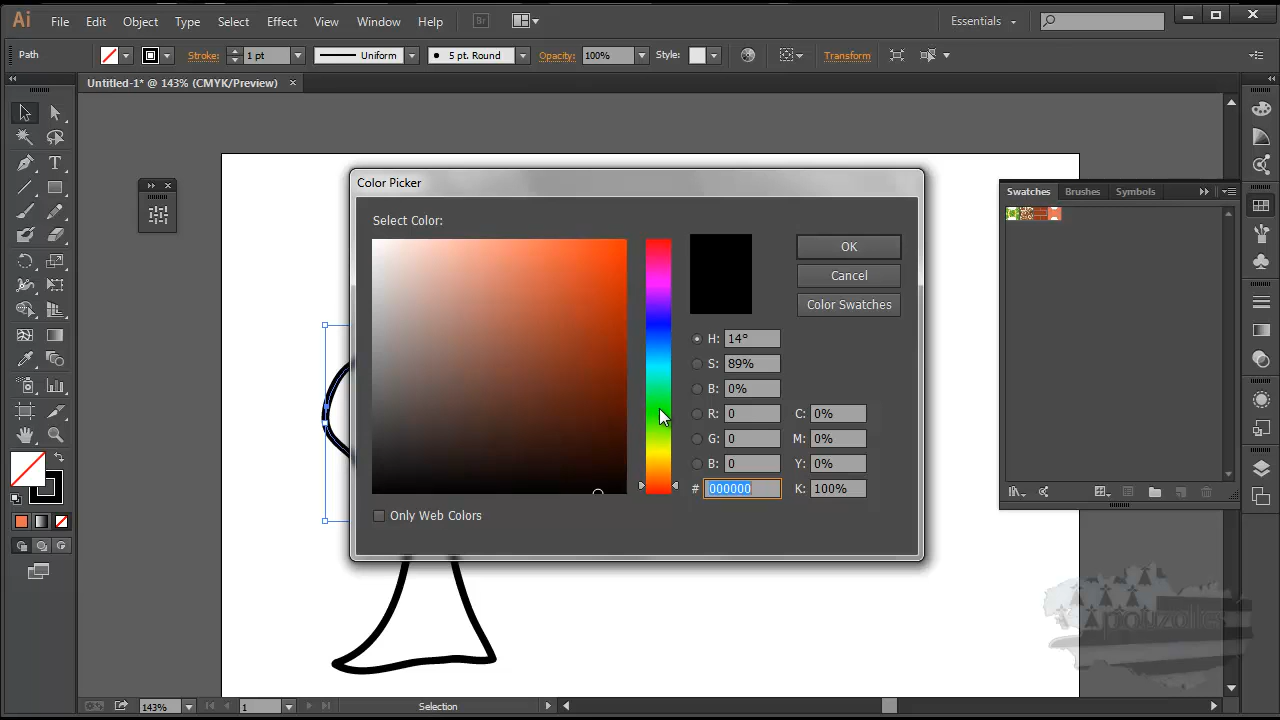 Ai File Edit Object Type Select Effect View Window Help Br Essentials
Path Stroke: 1 pt Uniform 5 pt. Round Opacity: 100% Style: Transform
Untitled-1* @ 143% (CMYK/Preview)
Swatches Brushes Symbols
Color Picker
Select Color:
OK
Cancel
Color Swatches
H: 14°
S: 89%
B: 0%
R: 0 C: 0%
G: 0 M: 0%
B: 0 Y: 0%
# 000000 K: 100%
Only Web Colors
apouzoltes
143% 1 Selection